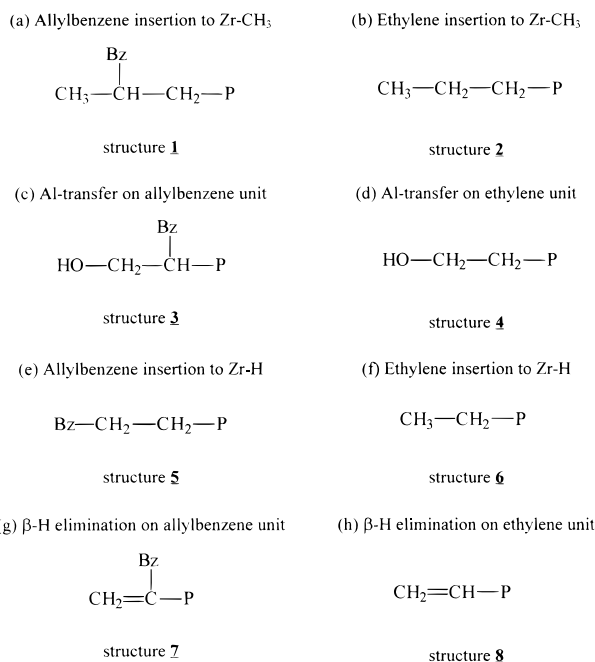 (a) Allylbenzene insertion to Zr-CH₃
(b) Ethylene insertion to Zr-CH₃
Bz
CH₃—CH—CH₂—P
CH₃—CH₂—CH₂—P
structure 1
structure 2
(c) Al-transfer on allylbenzene unit
(d) Al-transfer on ethylene unit
Bz
HO—CH₂—CH—P
HO—CH₂—CH₂—P
structure 3
structure 4
(e) Allylbenzene insertion to Zr-H
(f) Ethylene insertion to Zr-H
Bz—CH₂—CH₂—P
CH₃—CH₂—P
structure 5
structure 6
g) β-H elimination on allylbenzene unit
(h) β-H elimination on ethylene unit
Bz
CH₂=C—P
CH₂=CH—P
structure 7
structure 8